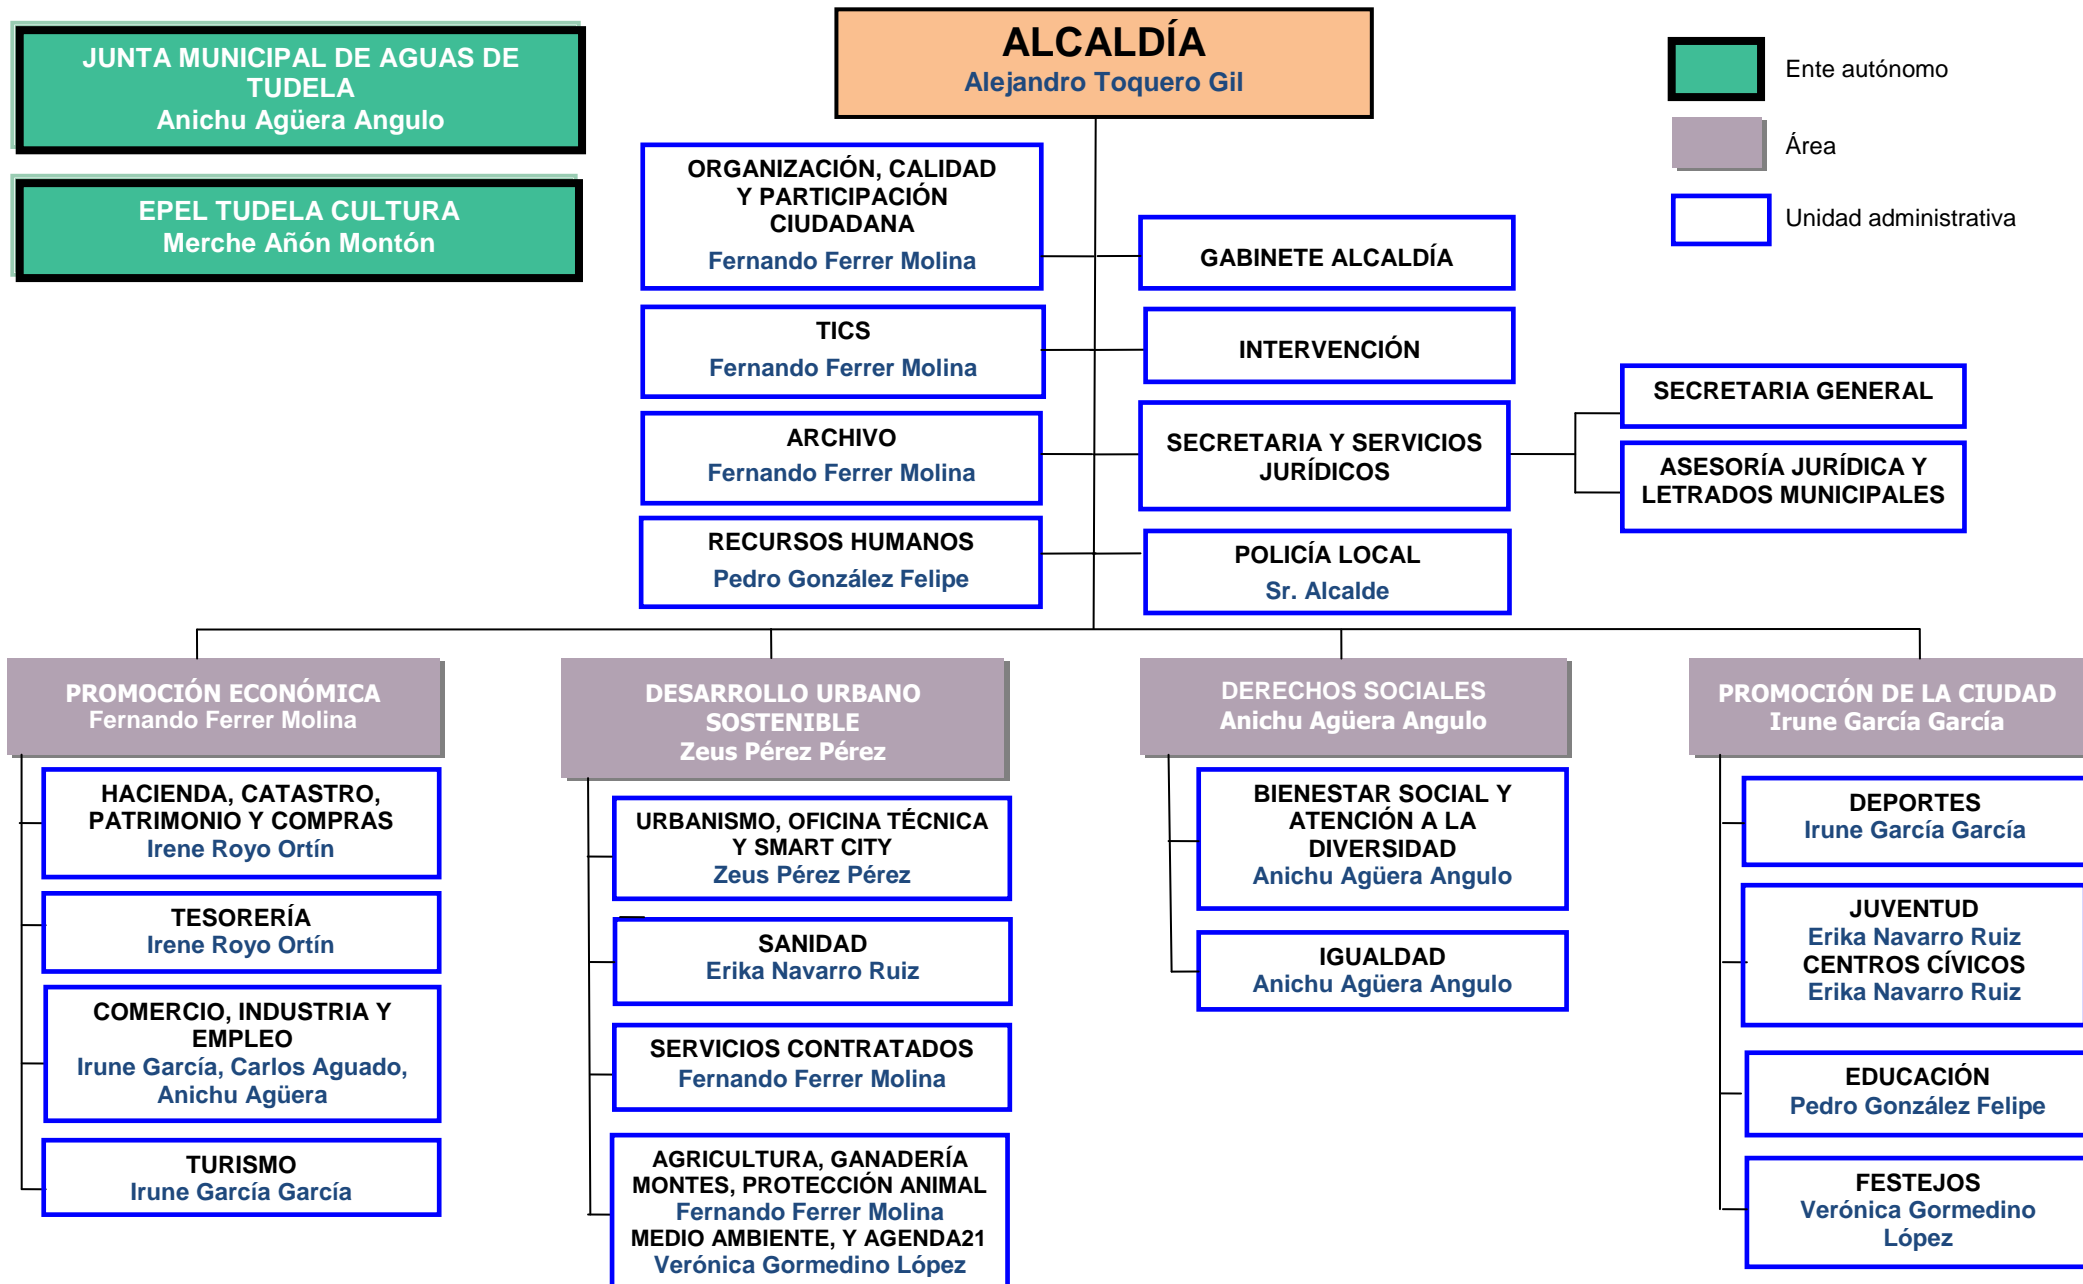 JUNTA MUNICIPAL DE AGUAS DE
TUDELA
Anichu Agüera Angulo
EPEL TUDELA CULTURA
Merche Añón Montón
ALCALDÍA
Alejandro Toquero Gil
Ente autónomo
Área
Unidad administrativa
ORGANIZACIÓN, CALIDAD
Y PARTICIPACIÓN
CIUDADANA
Fernando Ferrer Molina
GABINETE ALCALDÍA
TICS
Fernando Ferrer Molina
INTERVENCIÓN
ARCHIVO
Fernando Ferrer Molina
SECRETARIA Y SERVICIOS
JURÍDICOS
SECRETARIA GENERAL
ASESORÍA JURÍDICA Y
LETRADOS MUNICIPALES
RECURSOS HUMANOS
Pedro González Felipe
POLICÍA LOCAL
Sr. Alcalde
PROMOCIÓN ECONÓMICA
Fernando Ferrer Molina
HACIENDA, CATASTRO,
PATRIMONIO Y COMPRAS
Irene Royo Ortín
TESORERÍA
Irene Royo Ortín
COMERCIO, INDUSTRIA Y
EMPLEO
Irune García, Carlos Aguado,
Anichu Agüera
TURISMO
Irune García García
DESARROLLO URBANO
SOSTENIBLE
Zeus Pérez Pérez
URBANISMO, OFICINA TÉCNICA
Y SMART CITY
Zeus Pérez Pérez
SANIDAD
Erika Navarro Ruiz
SERVICIOS CONTRATADOS
Fernando Ferrer Molina
AGRICULTURA, GANADERÍA
MONTES, PROTECCIÓN ANIMAL
Fernando Ferrer Molina
MEDIO AMBIENTE, Y AGENDA21
Verónica Gormedino López
DERECHOS SOCIALES
Anichu Agüera Angulo
BIENESTAR SOCIAL Y
ATENCIÓN A LA
DIVERSIDAD
Anichu Agüera Angulo
IGUALDAD
Anichu Agüera Angulo
PROMOCIÓN DE LA CIUDAD
Irune García García
DEPORTES
Irune García García
JUVENTUD
Erika Navarro Ruiz
CENTROS CÍVICOS
Erika Navarro Ruiz
EDUCACIÓN
Pedro González Felipe
FESTEJOS
Verónica Gormedino
López